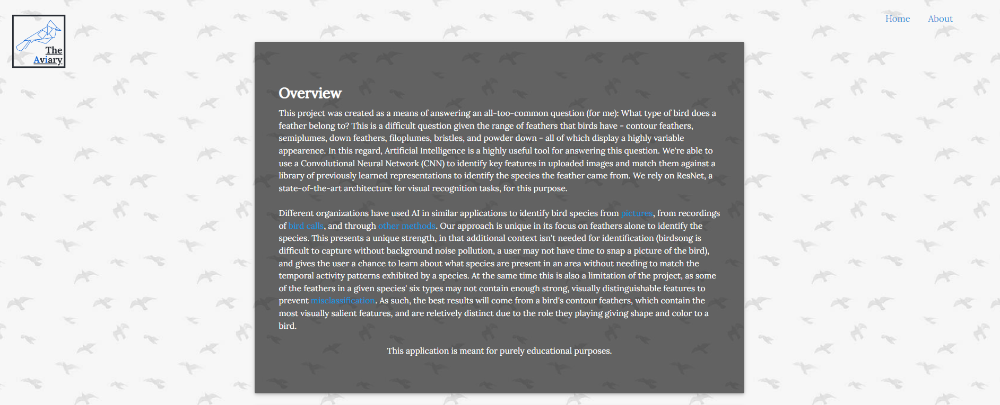 The
Aviary
Home About
Overview
This project was created as a means of answering an all-too-common question (for me): What type of bird does a
feather belong to? This is a difficult question given the range of feathers that birds have - contour feathers,
semiplumes, down feathers, filoplumes, bristles, and powder down - all of which display a highly variable
appearence. In this regard, Artificial Intelligence is a highly useful tool for answering this question. We're able to
use a Convolutional Neural Network (CNN) to identify key features in uploaded images and match them against a
library of previously learned representations to identify the species the feather came from. We rely on ResNet, a
state-of-the-art architecture for visual recognition tasks, for this purpose.
Different organizations have used AI in similar applications to identify bird species from pictures, from recordings
of bird calls, and through other methods. Our approach is unique in its focus on feathers alone to identify the
species. This presents a unique strength, in that additional context isn't needed for identification (birdsong is
difficult to capture without background noise pollution, a user may not have time to snap a picture of the bird),
and gives the user a chance to learn about what species are present in an area without needing to match the
temporal activity patterns exhibited by a species. At the same time this is also a limitation of the project, as some
of the feathers in a given species' six types may not contain enough strong, visually distinguishable features to
prevent misclassification. As such, the best results will come from a bird's contour feathers, which contain the
most visually salient features, and are reletively distinct due to the role they playing giving shape and color to a
bird.
This application is meant for purely educational purposes.